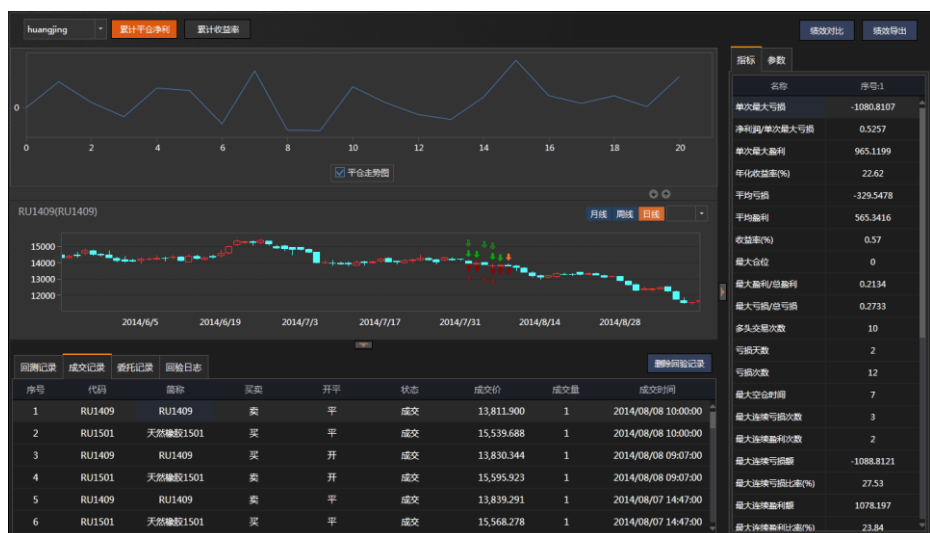 huangjing 累计平仓净利 累计收益率 绩效对比 绩效导出
0
0 2 4 6 8 10 12 14 16 18 20
平仓走势图
RU1409(RU1409) 月线 周线 日线
15000
14000
13000
12000
2014/6/5 2014/6/19 2014/7/3 2014/7/17 2014/7/31 2014/8/14 2014/8/28
回测记录 成交记录 委托记录 回验日志 删除回验记录
序号 代码 简称 买卖 开平 状态 成交价 成交量 成交时间
1 RU1409 RU1409 卖 平 成交 13,811.900 1 2014/08/08 10:00:00
2 RU1501 天然橡胶1501 买 平 成交 15,539.688 1 2014/08/08 10:00:00
3 RU1409 RU1409 买 开 成交 13,830.344 1 2014/08/08 09:07:00
4 RU1501 天然橡胶1501 卖 开 成交 15,595.923 1 2014/08/08 09:07:00
5 RU1409 RU1409 卖 平 成交 13,839.291 1 2014/08/07 14:47:00
6 RU1501 天然橡胶1501 买 平 成交 15,568.278 1 2014/08/07 14:47:00
指标 参数
名称 序号:1
单次最大亏损 -1080.8107
净利润/单次最大亏损 0.5257
单次最大盈利 965.1199
年化收益率(%) 22.62
平均亏损 -329.5478
平均盈利 565.3416
收益率(%) 0.57
最大仓位 0
最大盈利/总盈利 0.2134
最大亏损/总亏损 0.2733
多头交易次数 10
亏损天数 2
亏损次数 12
最大空仓时间 7
最大连续亏损次数 3
最大连续盈利次数 2
最大连续亏损额 -1088.8121
最大连续亏损比率(%) 27.53
最大连续盈利额 1078.197
最大连续盈利比率(%) 23.84